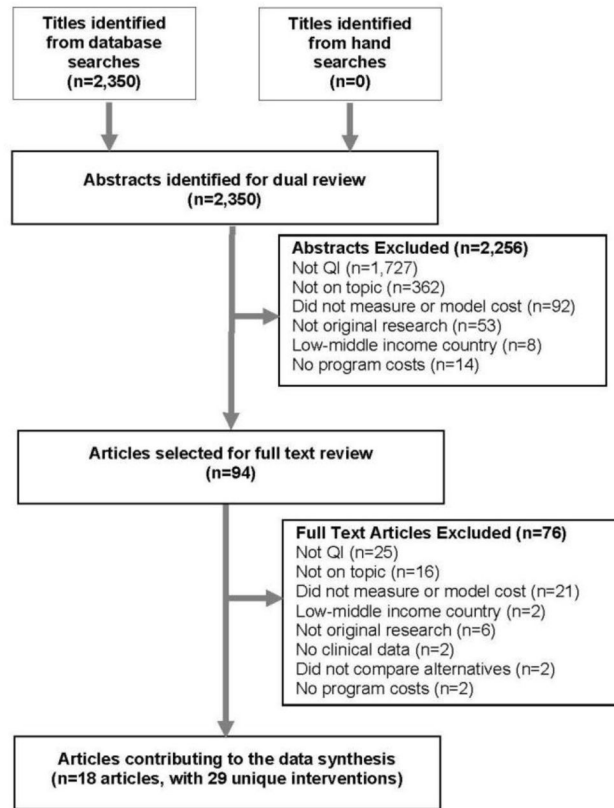 Titles identified
from database
searches
(n=2,350)
Titles identified
from hand
searches
(n=0)
Abstracts identified for dual review
(n=2,350)
Abstracts Excluded (n=2,256)
Not QI (n=1,727)
Not on topic (n=362)
Did not measure or model cost (n=92)
Not original research (n=53)
Low-middle income country (n=8)
No program costs (n=14)
Articles selected for full text review
(n=94)
Full Text Articles Excluded (n=76)
Not QI (n=25)
Not on topic (n=16)
Did not measure or model cost (n=21)
Low-middle income country (n=2)
Not original research (n=6)
No clinical data (n=2)
Did not compare alternatives (n=2)
No program costs (n=2)
Articles contributing to the data synthesis
(n=18 articles, with 29 unique interventions)